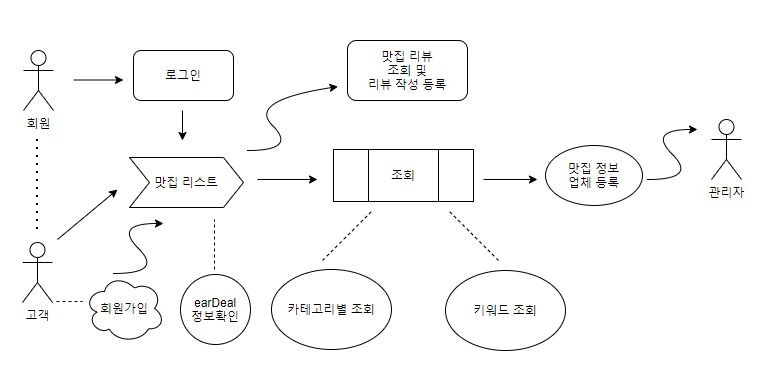 맛집 리뷰
조회 및
리뷰 작성 등록
로그인
회원
맛집 리스트
조회
맛집 정보
업체 등록
관리자
고객
회원가입
earDeal
정보확인
카테고리별 조회
키워드 조회